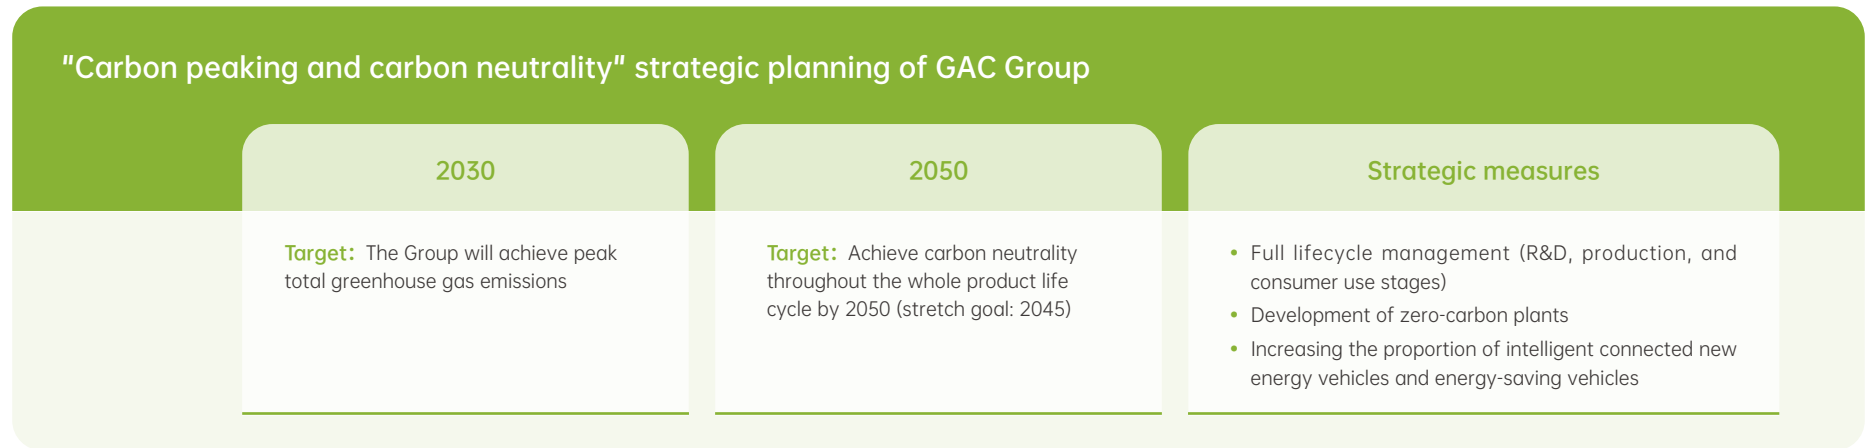 "Carbon peaking and carbon neutrality" strategic planning of GAC Group
2030
Target: The Group will achieve peak
total greenhouse gas emissions
2050
Target: Achieve carbon neutrality
throughout the whole product life
cycle by 2050 (stretch goal: 2045)
Strategic measures
• Full lifecycle management (R&D, production, and
consumer use stages)
• Development of zero-carbon plants
• Increasing the proportion of intelligent connected new
energy vehicles and energy-saving vehicles